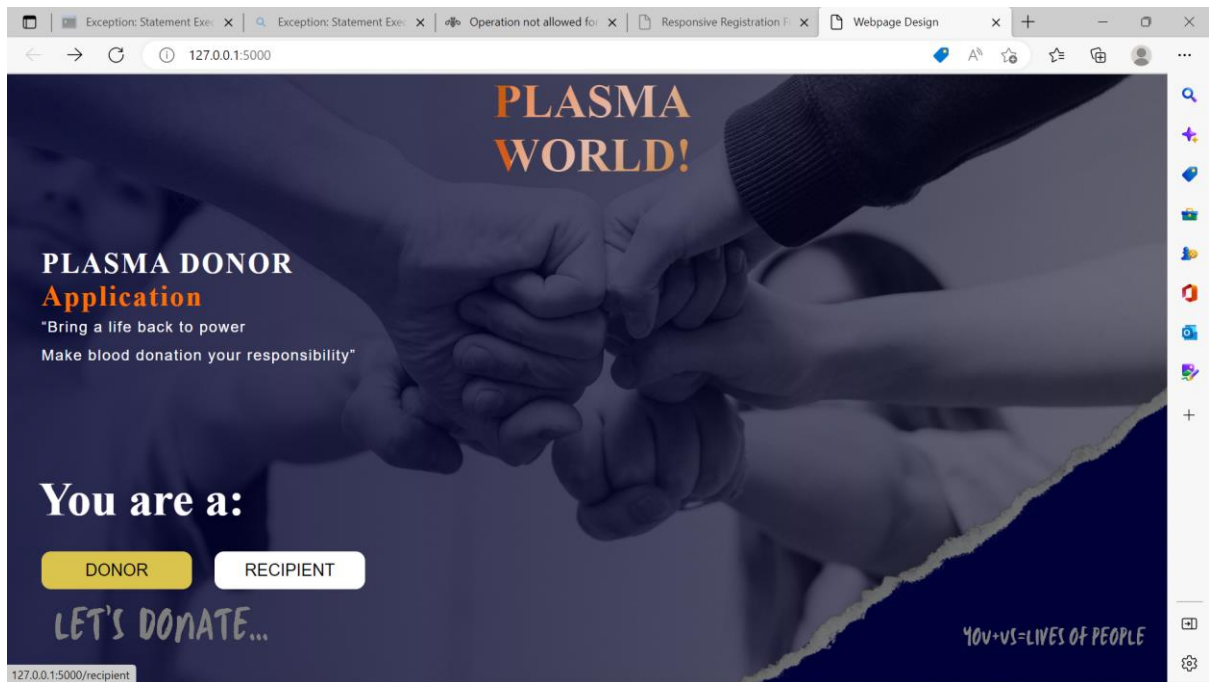 Exception: Statement Exec
Exception: Statement Exec
Operation not allowed for
Responsive Registration F
Webpage Design
127.0.0.1:5000
PLASMA
WORLD!
PLASMA DONOR
Application
"Bring a life back to power
Make blood donation your responsibility"
You are a:
DONOR RECIPIENT
LET'S DONATE...
YOU+US=LIVES OF PEOPLE
127.0.0.1:5000/recipient